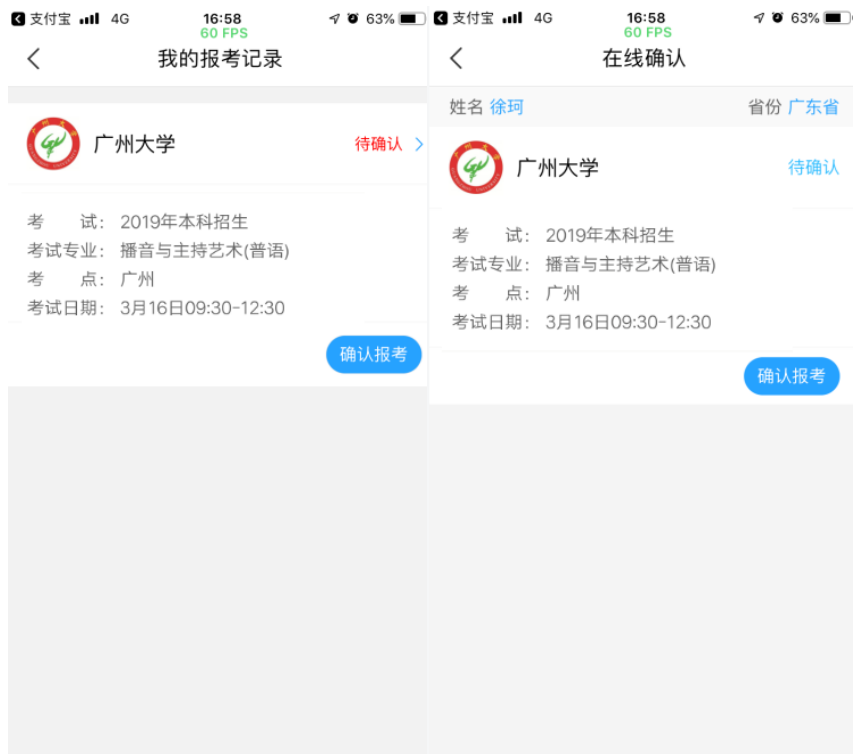 支付宝 4G 16:58 63%
60 FPS
我的报考记录
广州大学 待确认
考 试: 2019年本科招生
考试专业: 播音与主持艺术(普语)
考 点: 广州
考试日期: 3月16日09:30-12:30
确认报考
支付宝 4G 16:58 63%
60 FPS
在线确认
姓名 徐珂 省份 广东省
广州大学 待确认
考 试: 2019年本科招生
考试专业: 播音与主持艺术(普语)
考 点: 广州
考试日期: 3月16日09:30-12:30
确认报考